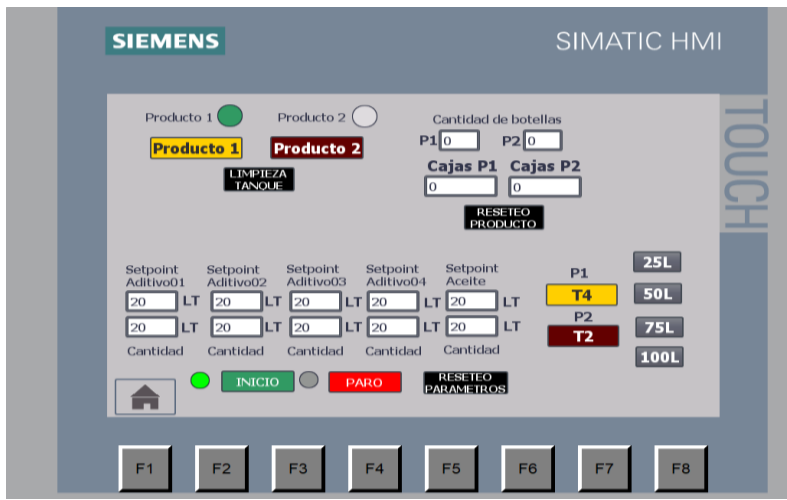 SIEMENS
SIMATIC HMI
TOUCH
Producto 1
Producto 2
Producto 1
Producto 2
LIMPIEZA
TANQUE
Cantidad de botellas
P1 0
P2 0
Cajas P1
Cajas P2
0
0
RESETEO
PRODUCTO
Setpoint
Aditivo01
Setpoint
Aditivo02
Setpoint
Aditivo03
Setpoint
Aditivo04
Setpoint
Aceite
20 LT 20 LT 20 LT 20 LT 20 LT
20 LT 20 LT 20 LT 20 LT 20 LT
Cantidad Cantidad Cantidad Cantidad Cantidad
P1
T4
P2
T2
25L
50L
75L
100L
INICIO
PARO
RESETEO
PARAMETROS
F1 F2 F3 F4 F5 F6 F7 F8